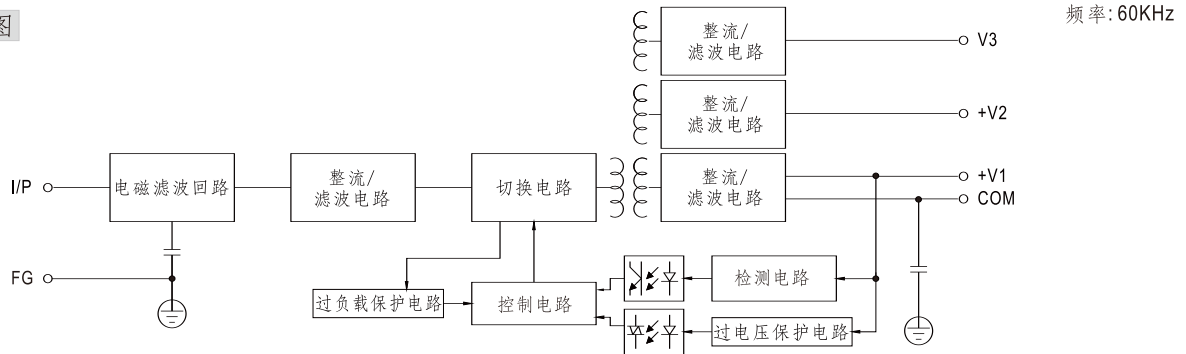 图
频率: 60KHz
整流/
滤波电路
V3
整流/
滤波电路
+V2
I/P
电磁滤波回路
整流/
滤波电路
切换电路
整流/
滤波电路
+V1
COM
FG
过负载保护电路
控制电路
检测电路
过电压保护电路